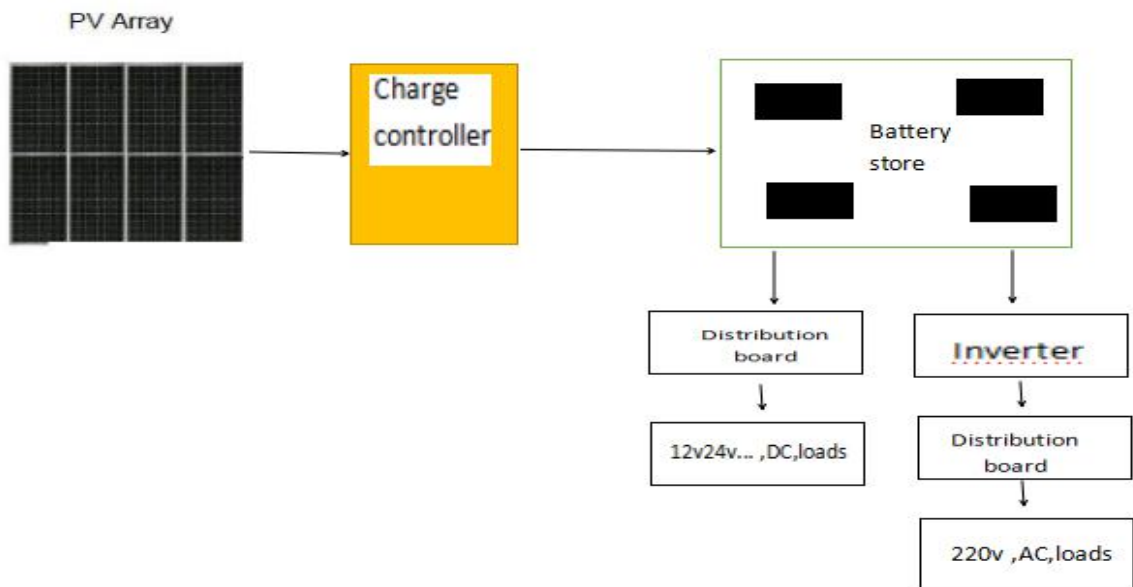 PV Array
Charge
controller
Battery
store
Distribution
board
Inverter
12v24v... ,DC,loads
Distribution
board
220v ,AC,loads